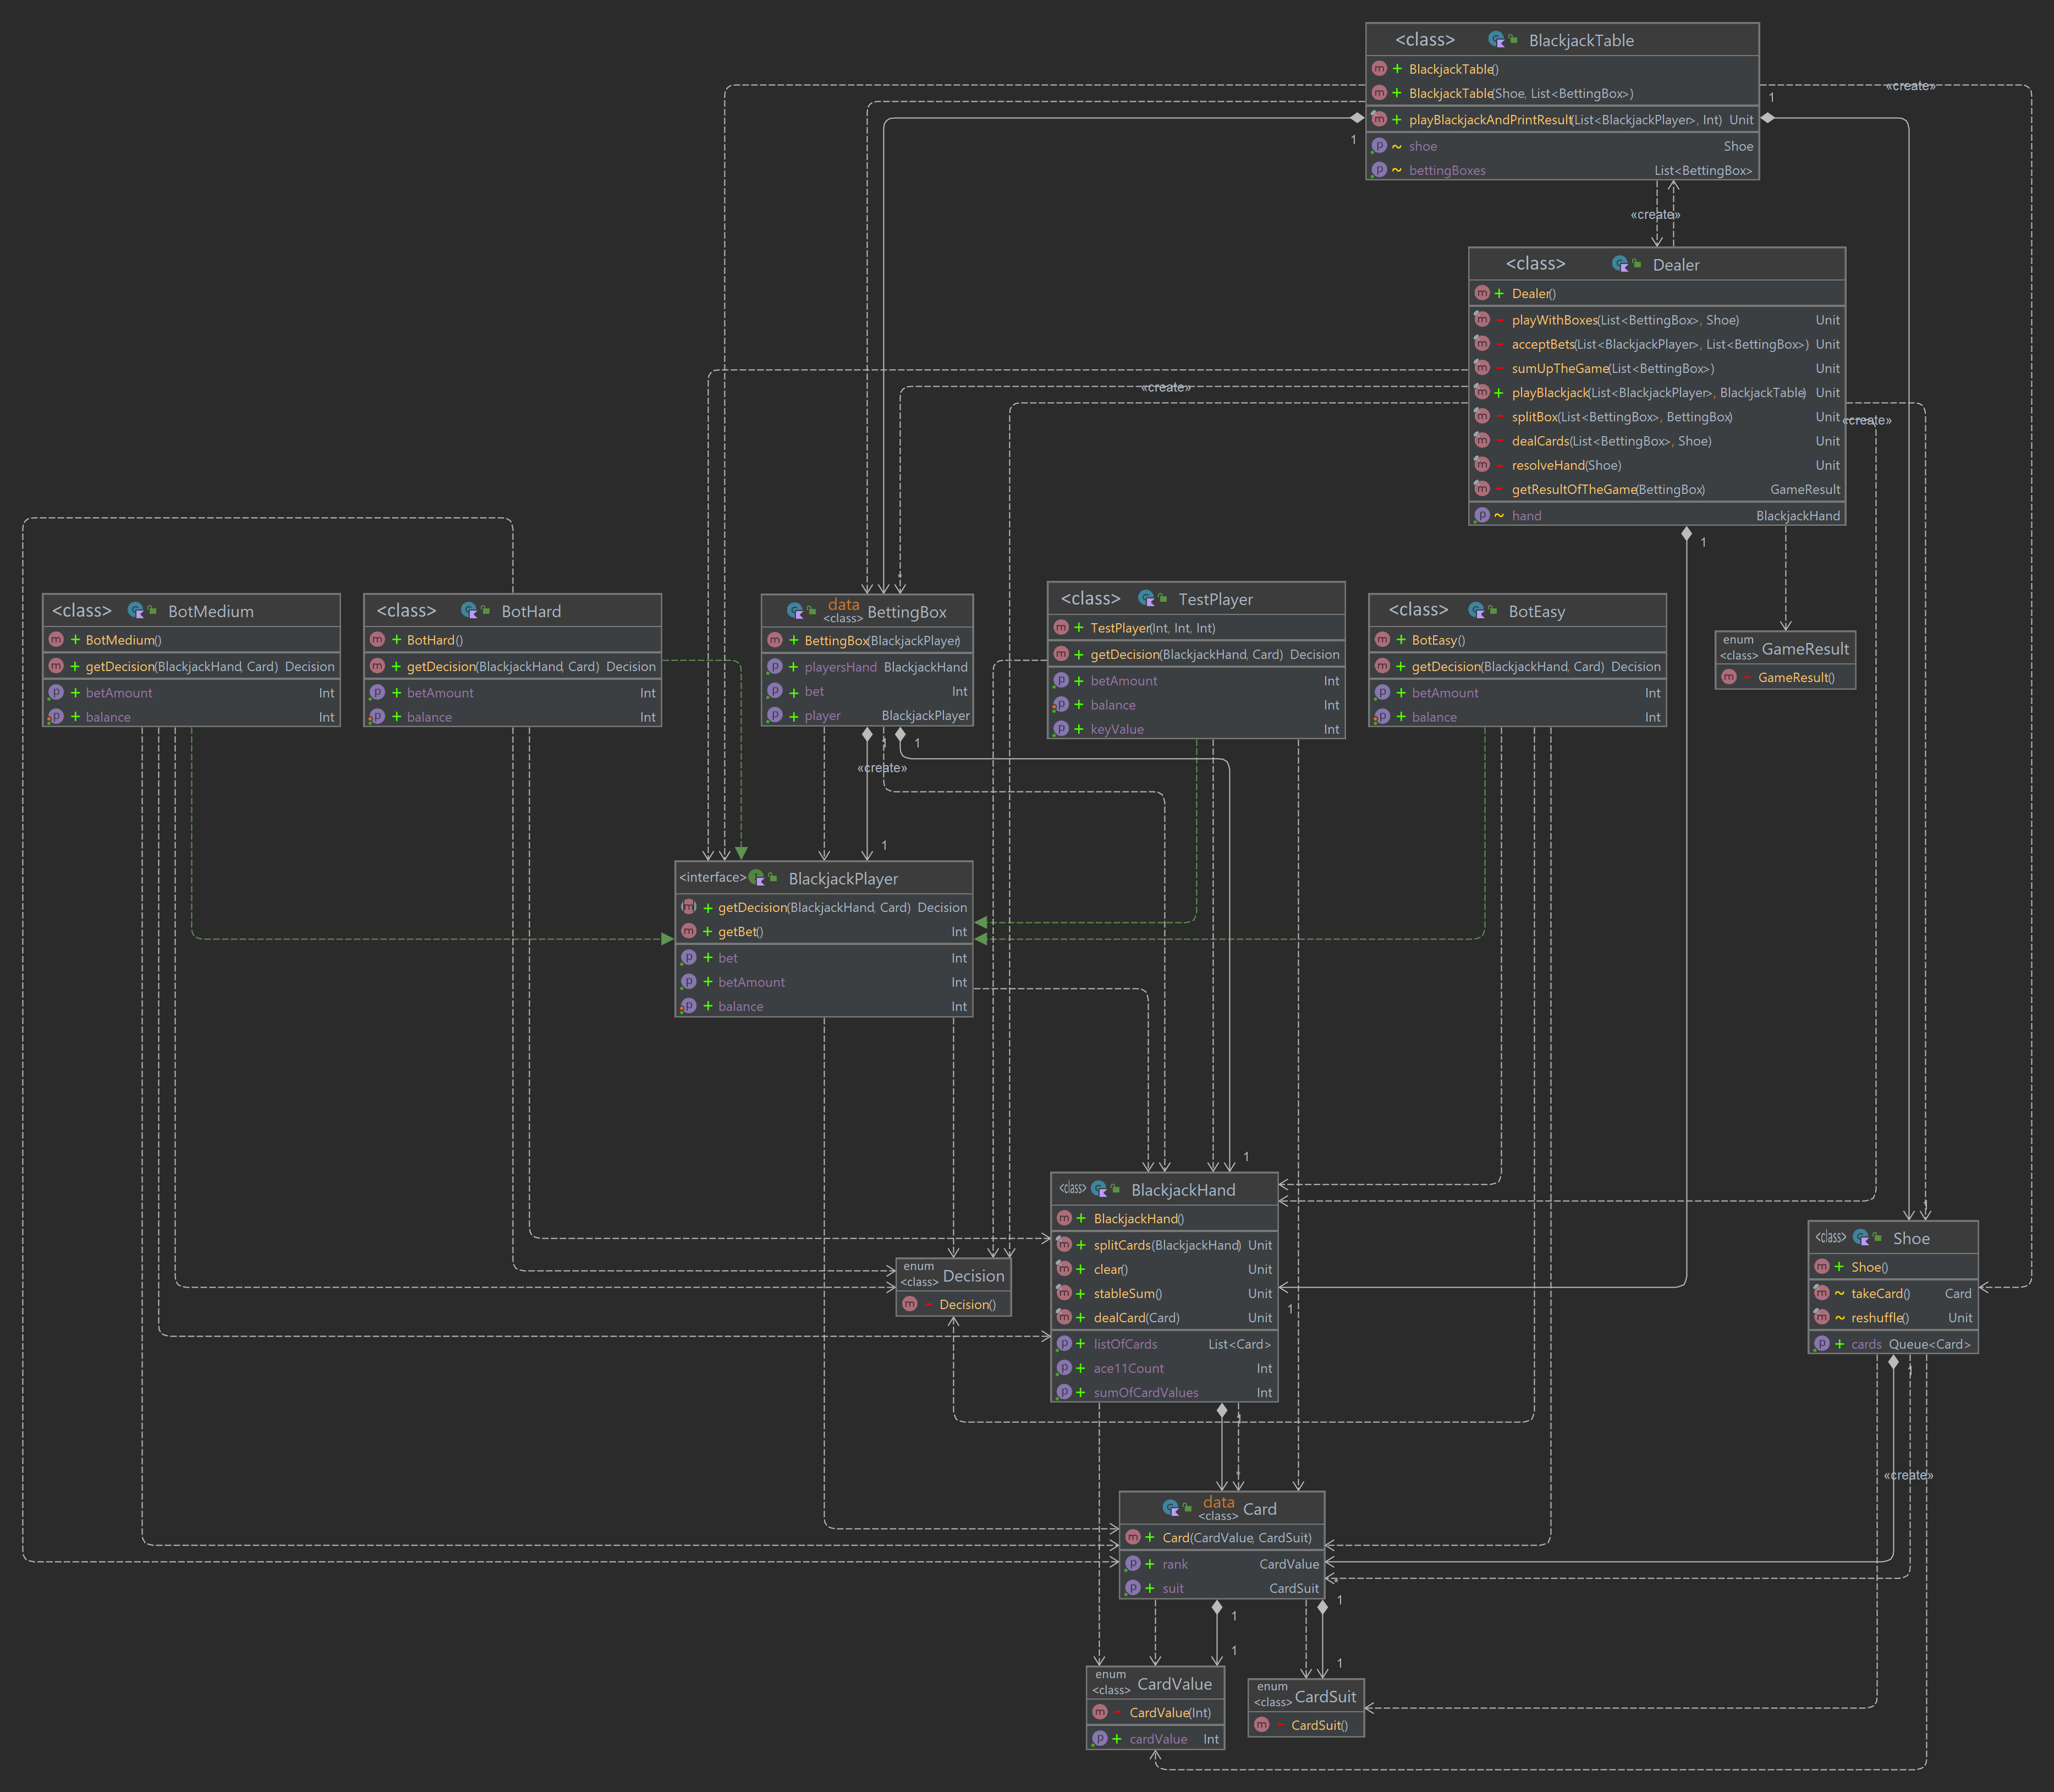 <class> BlackjackTable
m + BlackjackTable()
m + BlackjackTable(Shoe, List<BettingBox>)
m + playBlackjackAndPrintResult(List<BlackjackPlayer>, Int) Unit
p ~ shoe Shoe
p ~ bettingBoxes List<BettingBox>
«create»
1
1
«create»
<class> Dealer
m + Dealer()
m - playWithBoxes(List<BettingBox>, Shoe) Unit
m - acceptBets(List<BlackjackPlayer>, List<BettingBox>) Unit
m - sumUpTheGame(List<BettingBox>) Unit
m + playBlackjack(List<BlackjackPlayer>, BlackjackTable) Unit
m - splitBox(List<BettingBox>, BettingBox) Unit
m - dealCards(List<BettingBox>, Shoe) Unit
m - resolveHand(Shoe) Unit
m - getResultOfTheGame(BettingBox) GameResult
p ~ hand BlackjackHand
«create»
«create»
1
<class> BotMedium
m + BotMedium()
m + getDecision(BlackjackHand, Card) Decision
p + betAmount Int
p + balance Int
<class> BotHard
m + BotHard()
m + getDecision(BlackjackHand, Card) Decision
p + betAmount Int
p + balance Int
data <class> BettingBox
m + BettingBox(BlackjackPlayer)
p + playersHand BlackjackHand
p + bet Int
p + player BlackjackPlayer
1
1
«create»
1
<class> TestPlayer
m + TestPlayer(Int, Int, Int)
m + getDecision(BlackjackHand, Card) Decision
p + betAmount Int
p + balance Int
p + keyValue Int
<class> BotEasy
m + BotEasy()
m + getDecision(BlackjackHand, Card) Decision
p + betAmount Int
p + balance Int
enum <class> GameResult
m - GameResult()
<interface> BlackjackPlayer
m + getDecision(BlackjackHand, Card) Decision
m + getBet() Int
p + bet Int
p + betAmount Int
p + balance Int
1
<class> BlackjackHand
m + BlackjackHand()
m + splitCards(BlackjackHand) Unit
m + clear() Unit
m + stableSum() Unit
m + dealCard(Card) Unit
p + listOfCards List<Card>
p + ace11Count Int
p + sumOfCardValues Int
1
enum <class> Decision
m - Decision()
<class> Shoe
m + Shoe()
m ~ takeCard() Card
m ~ reshuffle() Unit
p + cards Queue<Card>
1
1
«create»
data <class> Card
m + Card(CardValue, CardSuit)
p + rank CardValue
p + suit CardSuit
1
1
1
1
enum <class> CardValue
m - CardValue(Int)
p + cardValue Int
enum <class> CardSuit
m - CardSuit()